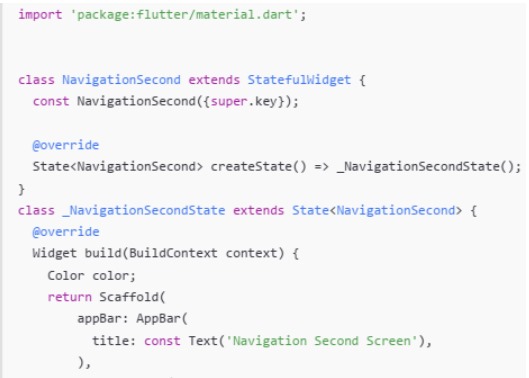 import 'package:flutter/material.dart';
class NavigationSecond extends StatefulWidget {
const NavigationSecond({super.key});
@override
State<NavigationSecond> createState() => _NavigationSecondState();
}
class _NavigationSecondState extends State<NavigationSecond> {
@override
Widget build(BuildContext context) {
Color color;
return Scaffold(
appBar: AppBar(
title: const Text('Navigation Second Screen'),
),